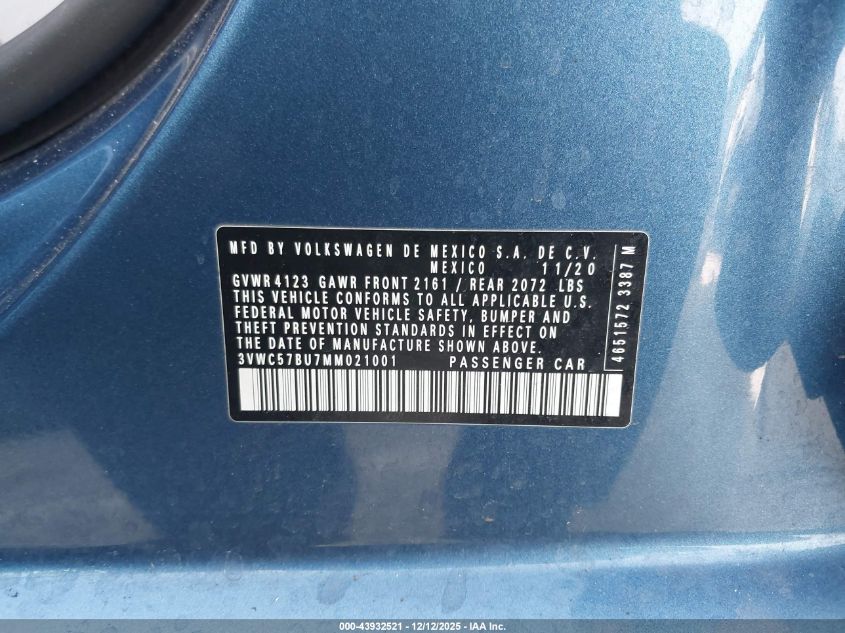 MFD BY VOLKSWAGEN DE MEXICO S.A. DE C.V.
MEXICO 11/20
GVWR 4123 GAWR FRONT 2161 / REAR 2072 LBS
THIS VEHICLE CONFORMS TO ALL APPLICABLE U.S.
FEDERAL MOTOR VEHICLE SAFETY, BUMPER AND
THEFT PREVENTION STANDARDS IN EFFECT ON
THE DATE OF MANUFACTURE SHOWN ABOVE.
3VWC57BU7MM021001 PASSENGER CAR
4651572 3387 M
000-43932521 - 12/12/2025 - IAA Inc.